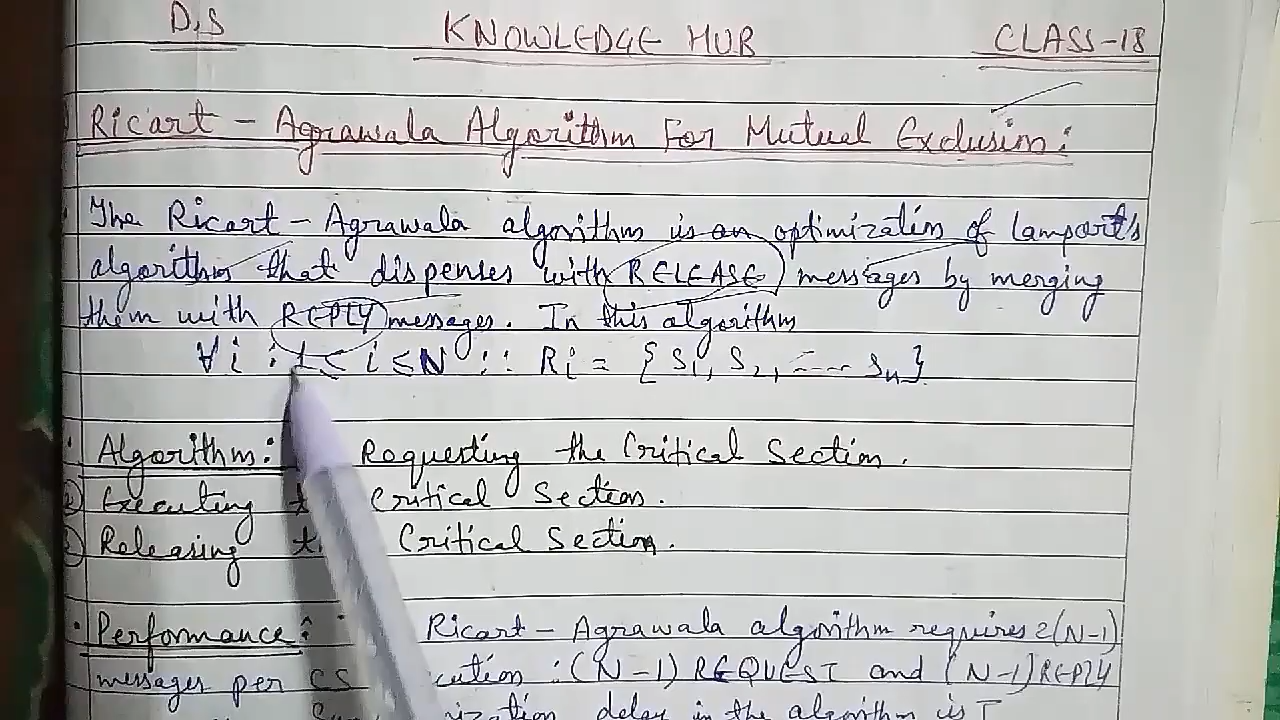 D,S KNOWLEDGE HUB CLASS-18
Ricart - Agrawala Algorithm For Mutual Exclusion:
The Ricart - Agrawala algorithm is an optimization of Lamport's
algorithm that dispenses with RELEASE messages by merging
them with REPLY messages. In this algorithm
∀i : 1 ≤ i ≤ N :: Ri = { S1, S2, ---- Sn}
Algorithm: Requesting the Critical Section.
② Executing Critical Section.
③ Releasing Critical Section.
Performance: Ricart - Agrawala algorithm requires 2(N-1)
messages per CS cution : (N-1) REQUEST and (N-1) REPLY
delay in the algorithm is T